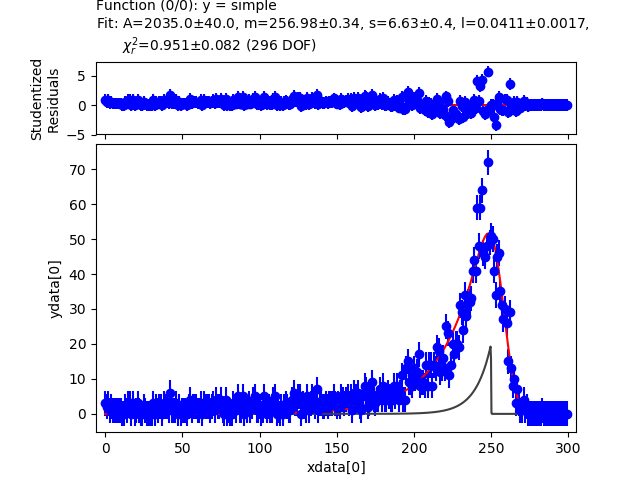 Function (0/0): y = simple
Fit: A=2035.0±40.0, m=256.98±0.34, s=6.63±0.4, l=0.0411±0.0017,
χ²ᵣ=0.951±0.082 (296 DOF)
Studentized
Residuals
5
0
−5
ydata[0]
70
60
50
40
30
20
10
0
0 50 100 150 200 250 300
xdata[0]